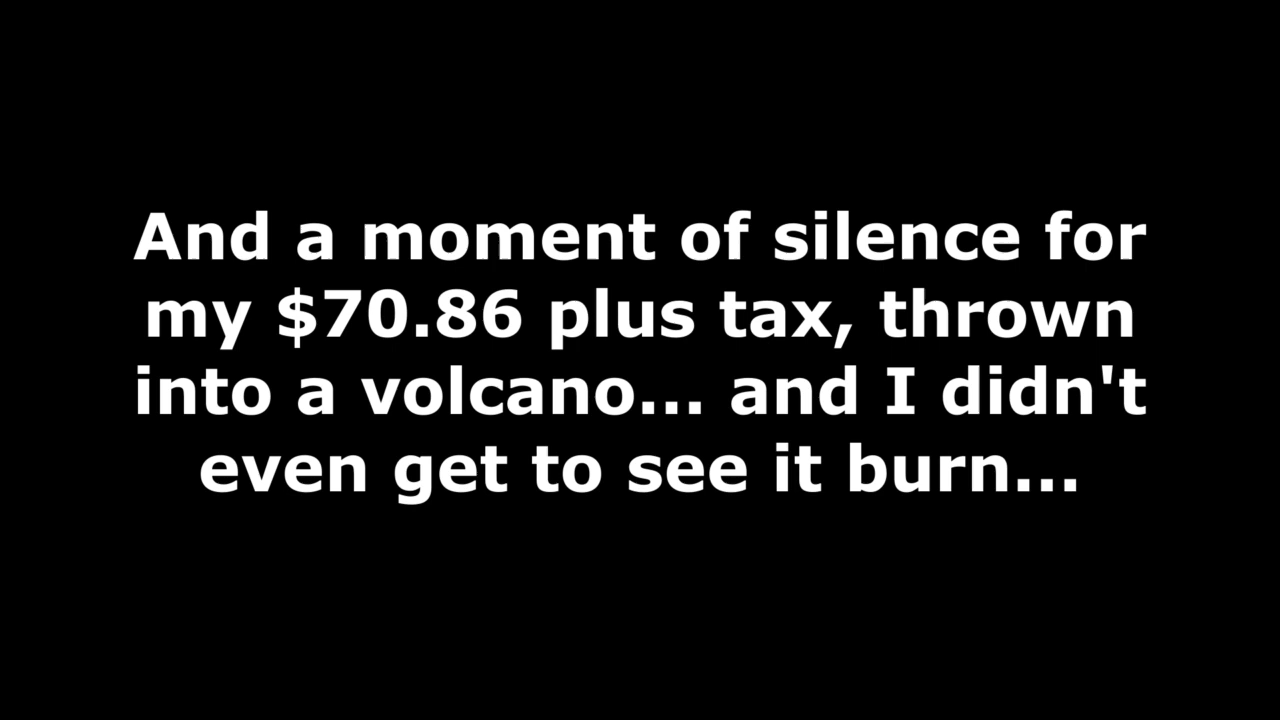 And a moment of silence for
my $70.86 plus tax, thrown
into a volcano... and I didn't
even get to see it burn...